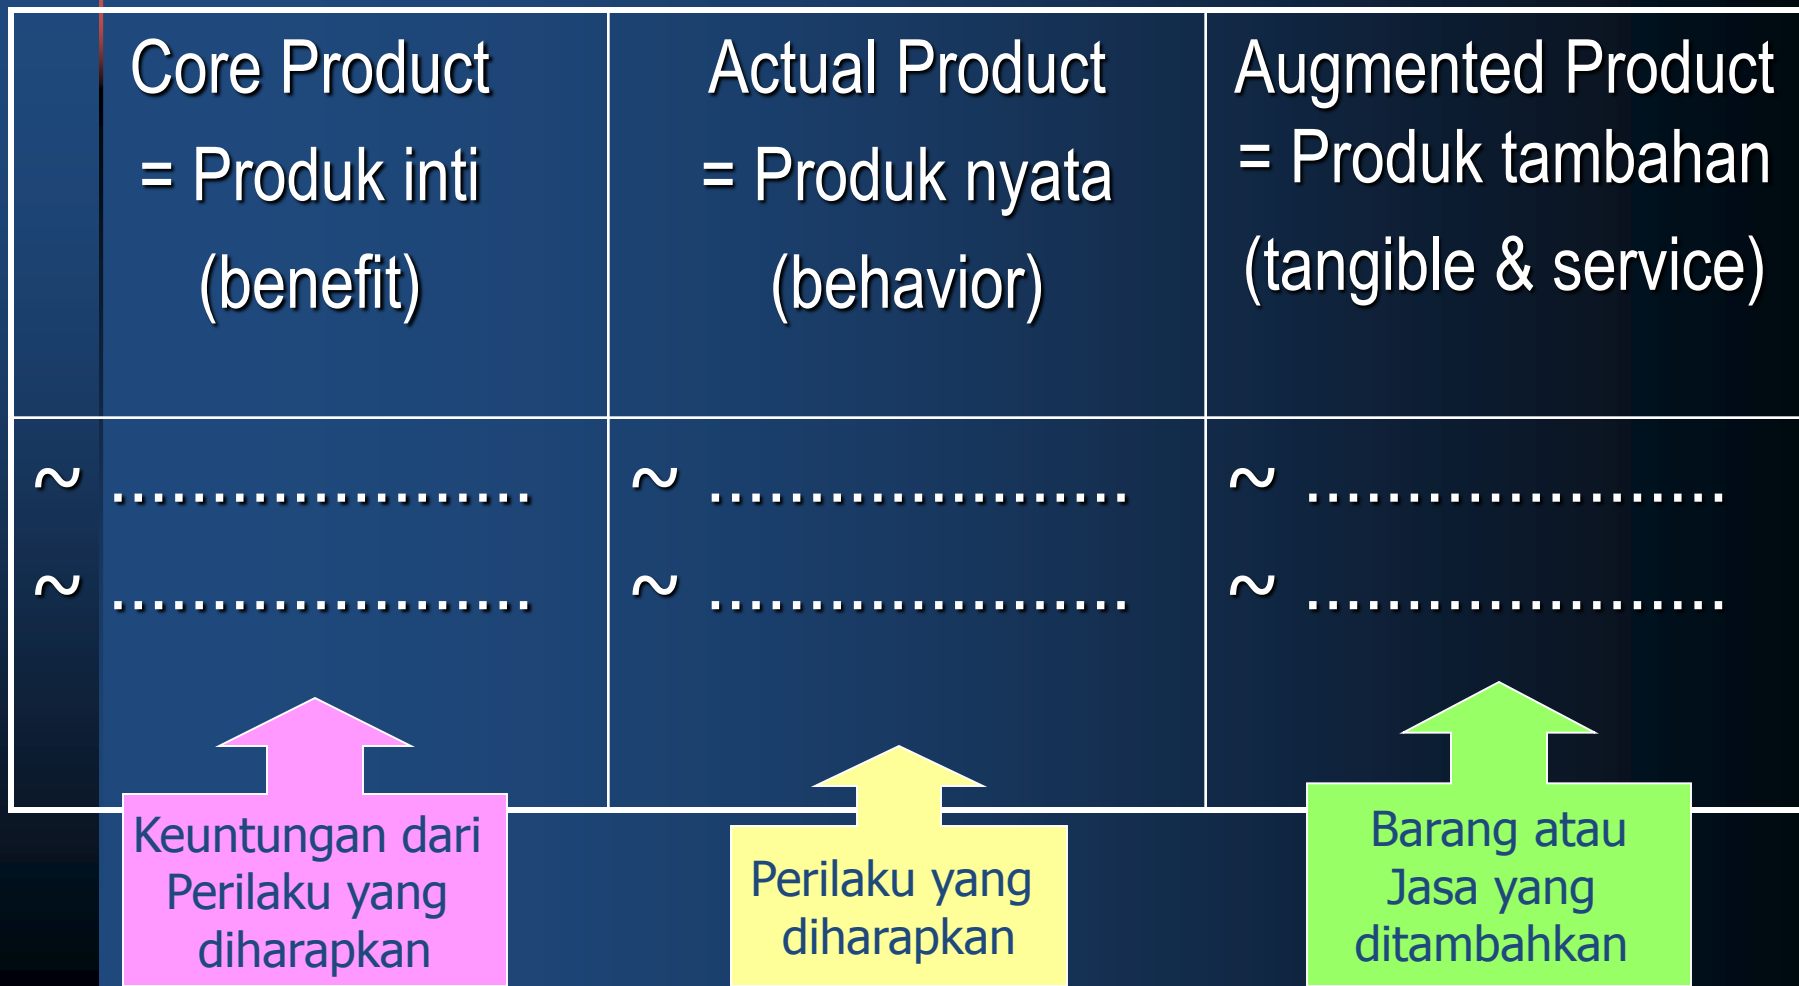 Core Product
= Produk inti
(benefit)
Actual Product
= Produk nyata
(behavior)
Augmented Product
= Produk tambahan
(tangible & service)
~ .....................
~ .....................
~ .....................
~ .....................
~ .....................
~ .....................
Keuntungan dari
Perilaku yang
diharapkan
Perilaku yang
diharapkan
Barang atau
Jasa yang
ditambahkan